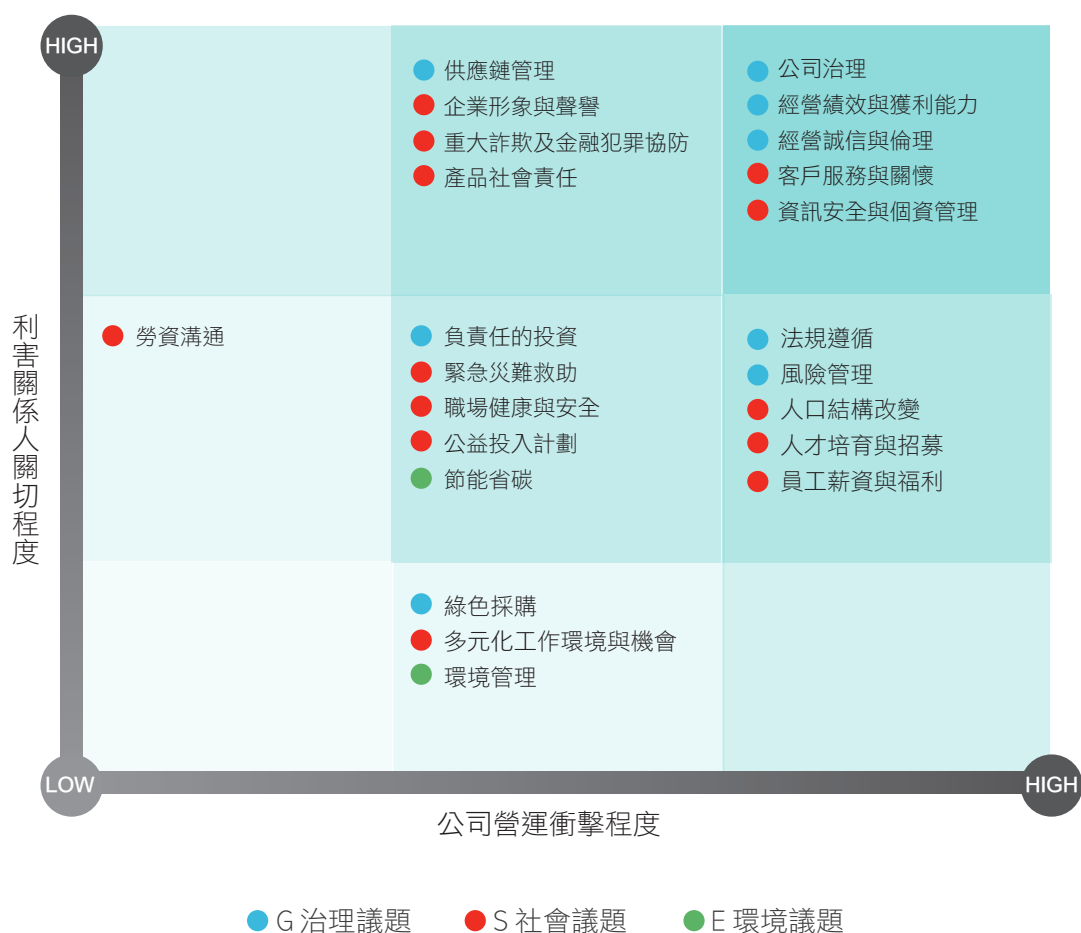 HIGH
供應鏈管理
企業形象與聲譽
重大詐欺及金融犯罪協防
產品社會責任
公司治理
經營績效與獲利能力
經營誠信與倫理
客戶服務與關懷
資訊安全與個資管理
利害關係人關切程度
勞資溝通
負責任的投資
緊急災難救助
職場健康與安全
公益投入計劃
節能省碳
法規遵循
風險管理
人口結構改變
人才培育與招募
員工薪資與福利
綠色採購
多元化工作環境與機會
環境管理
LOW
HIGH
公司營運衝擊程度
G 治理議題
S 社會議題
E 環境議題